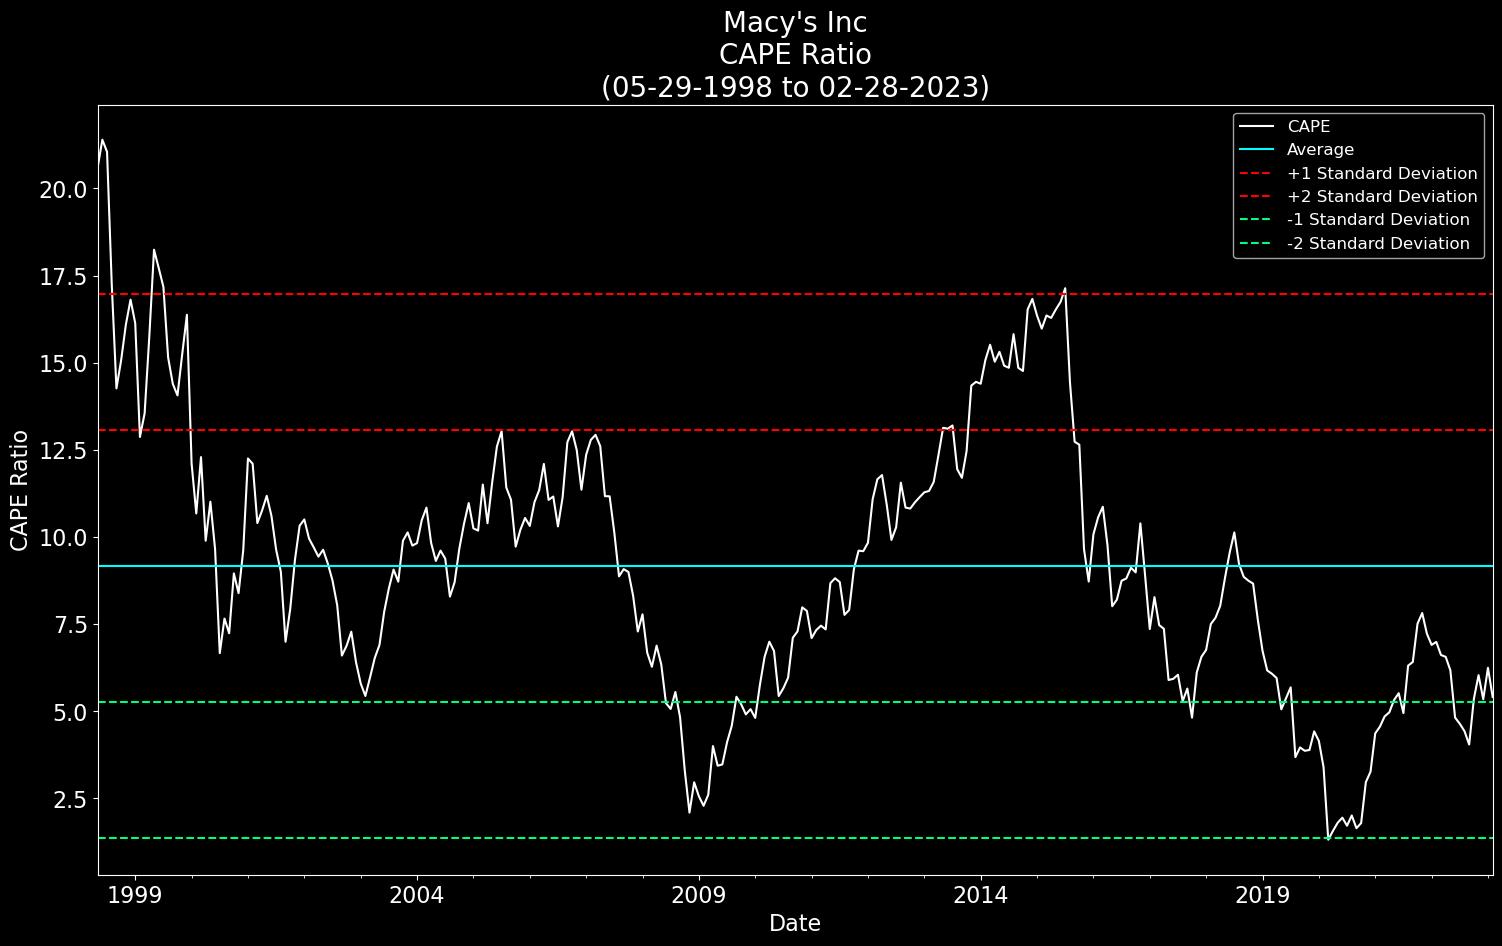 Macy's Inc
CAPE Ratio
(05-29-1998 to 02-28-2023)
CAPE
Average
+1 Standard Deviation
+2 Standard Deviation
-1 Standard Deviation
-2 Standard Deviation
CAPE Ratio
20.0
17.5
15.0
12.5
10.0
7.5
5.0
2.5
1999
2004
2009
2014
2019
Date